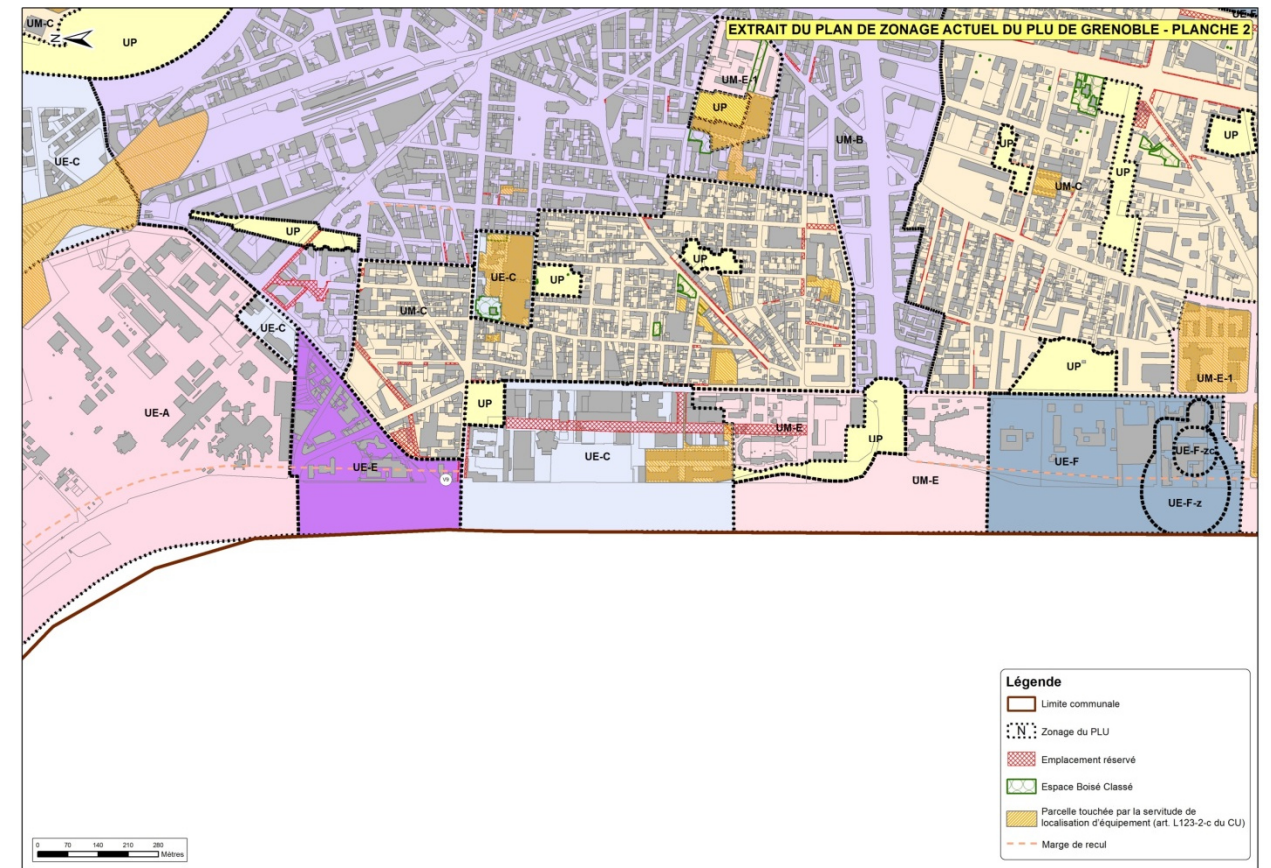 UM-C
N
UP
EXTRAIT DU PLAN DE ZONAGE ACTUEL DU PLU DE GRENOBLE - PLANCHE 2
UM-E-1
UP
UM-B
UP
UE-C
UP
UP
UM-C
UP
UP
UE-C
UP
UP
UM-C
UE-C
UP
UM-E-1
UE-A
UP
UM-E
UP
UE-C
UE-E
V9
UM-E
UE-F
UE-F-zc
UE-F-z
Légende
Limite communale
N Zonage du PLU
Emplacement réservé
Espace Boisé Classé
Parcelle touchée par la servitude de
localisation d'équipement (art. L123-2-c du CU)
Marge de recul
0 70 140 210 280
Mètres